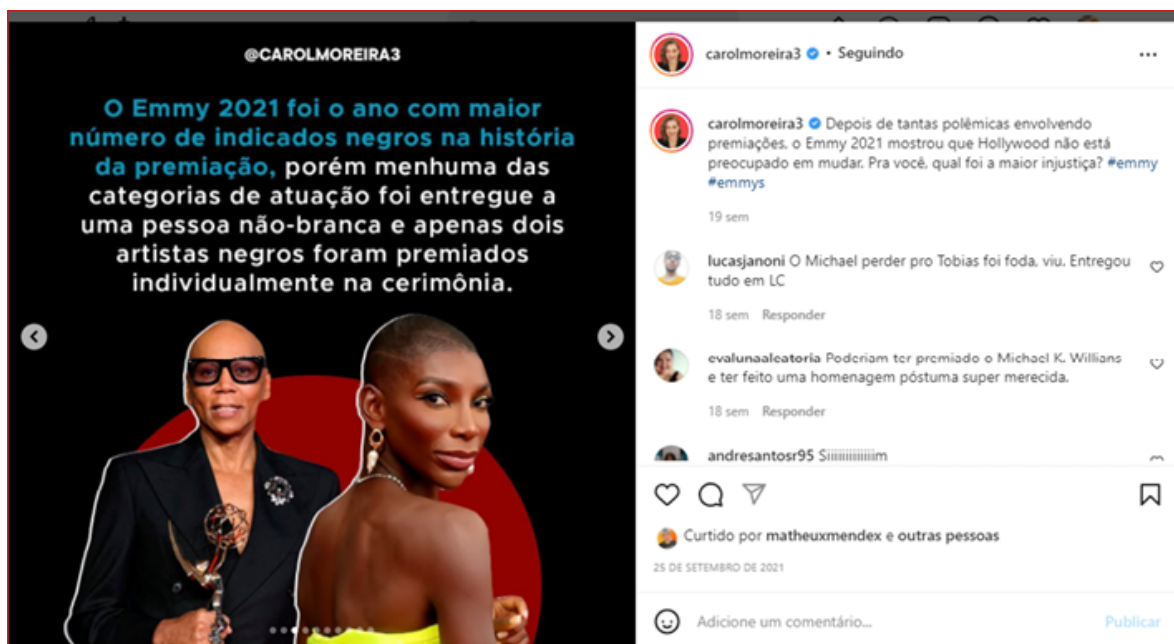 @CAROLMOREIRA3
O Emmy 2021 foi o ano com maior
número de indicados negros na história
da premiação, porém menhuma das
categorias de atuação foi entregue a
uma pessoa não-branca e apenas dois
artistas negros foram premiados
individualmente na cerimônia.
carolmoreira3 • Seguindo
carolmoreira3 Depois de tantas polêmicas envolvendo
premiações, o Emmy 2021 mostrou que Hollywood não está
preocupado em mudar. Pra você, qual foi a maior injustiça? #emmy
#emmys
19 sem
lucasjanoni O Michael perder pro Tobias foi foda, viu. Entregou
tudo em LC
18 sem Responder
evalunaaleatoria Poderiam ter premiado o Michael K. Willians
e ter feito uma homenagem póstuma super merecida.
18 sem Responder
andresantosr95 Siiiiiiiiiiiiim
Curtido por matheuxmendex e outras pessoas
25 DE SETEMBRO DE 2021
Adicione um comentário... Publicar